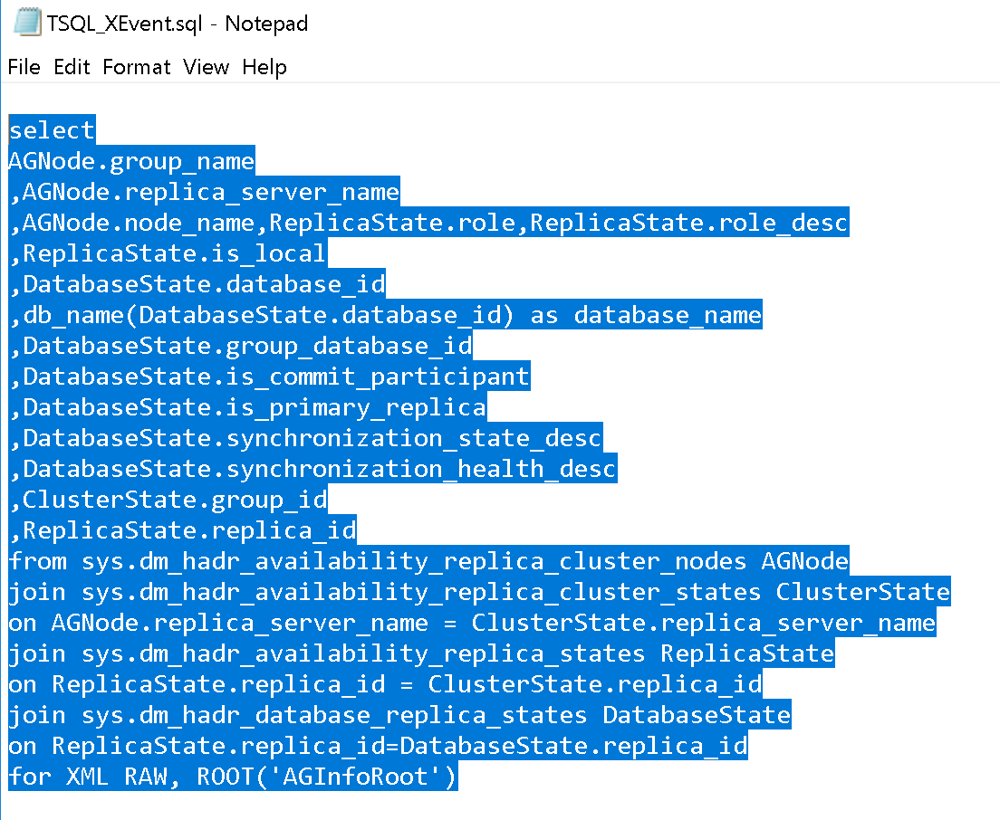 TSQL_XEvent.sql - Notepad
File Edit Format View Help
select
AGNode.group_name
,AGNode.replica_server_name
,AGNode.node_name,ReplicaState.role,ReplicaState.role_desc
,ReplicaState.is_local
,DatabaseState.database_id
,db_name(DatabaseState.database_id) as database_name
,DatabaseState.group_database_id
,DatabaseState.is_commit_participant
,DatabaseState.is_primary_replica
,DatabaseState.synchronization_state_desc
,DatabaseState.synchronization_health_desc
,ClusterState.group_id
,ReplicaState.replica_id
from sys.dm_hadr_availability_replica_cluster_nodes AGNode
join sys.dm_hadr_availability_replica_cluster_states ClusterState
on AGNode.replica_server_name = ClusterState.replica_server_name
join sys.dm_hadr_availability_replica_states ReplicaState
on ReplicaState.replica_id = ClusterState.replica_id
join sys.dm_hadr_database_replica_states DatabaseState
on ReplicaState.replica_id=DatabaseState.replica_id
for XML RAW, ROOT('AGInfoRoot')